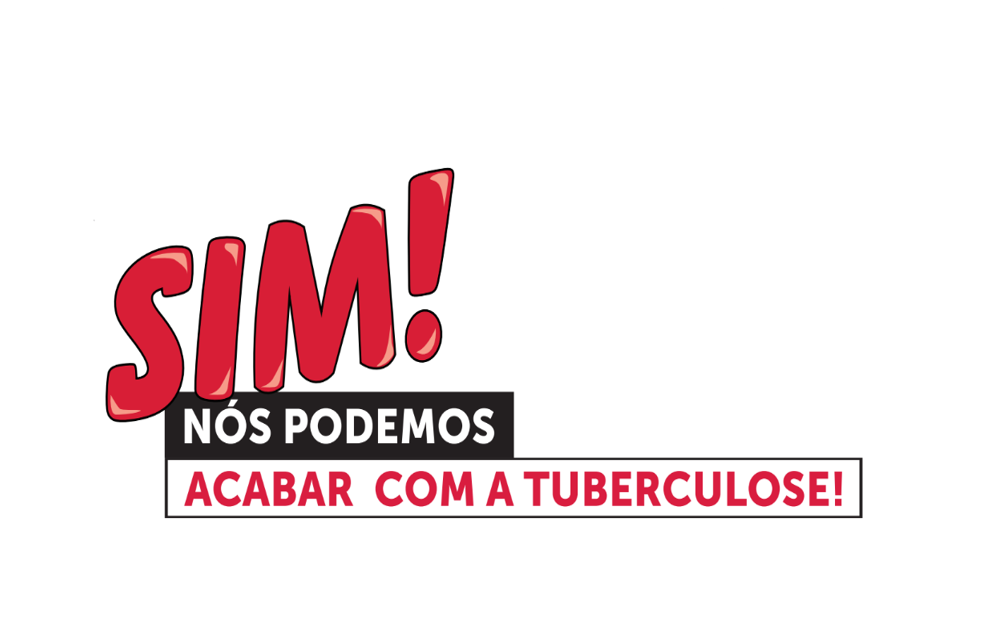 SIM!
NÓS PODEMOS
ACABAR COM A TUBERCULOSE!